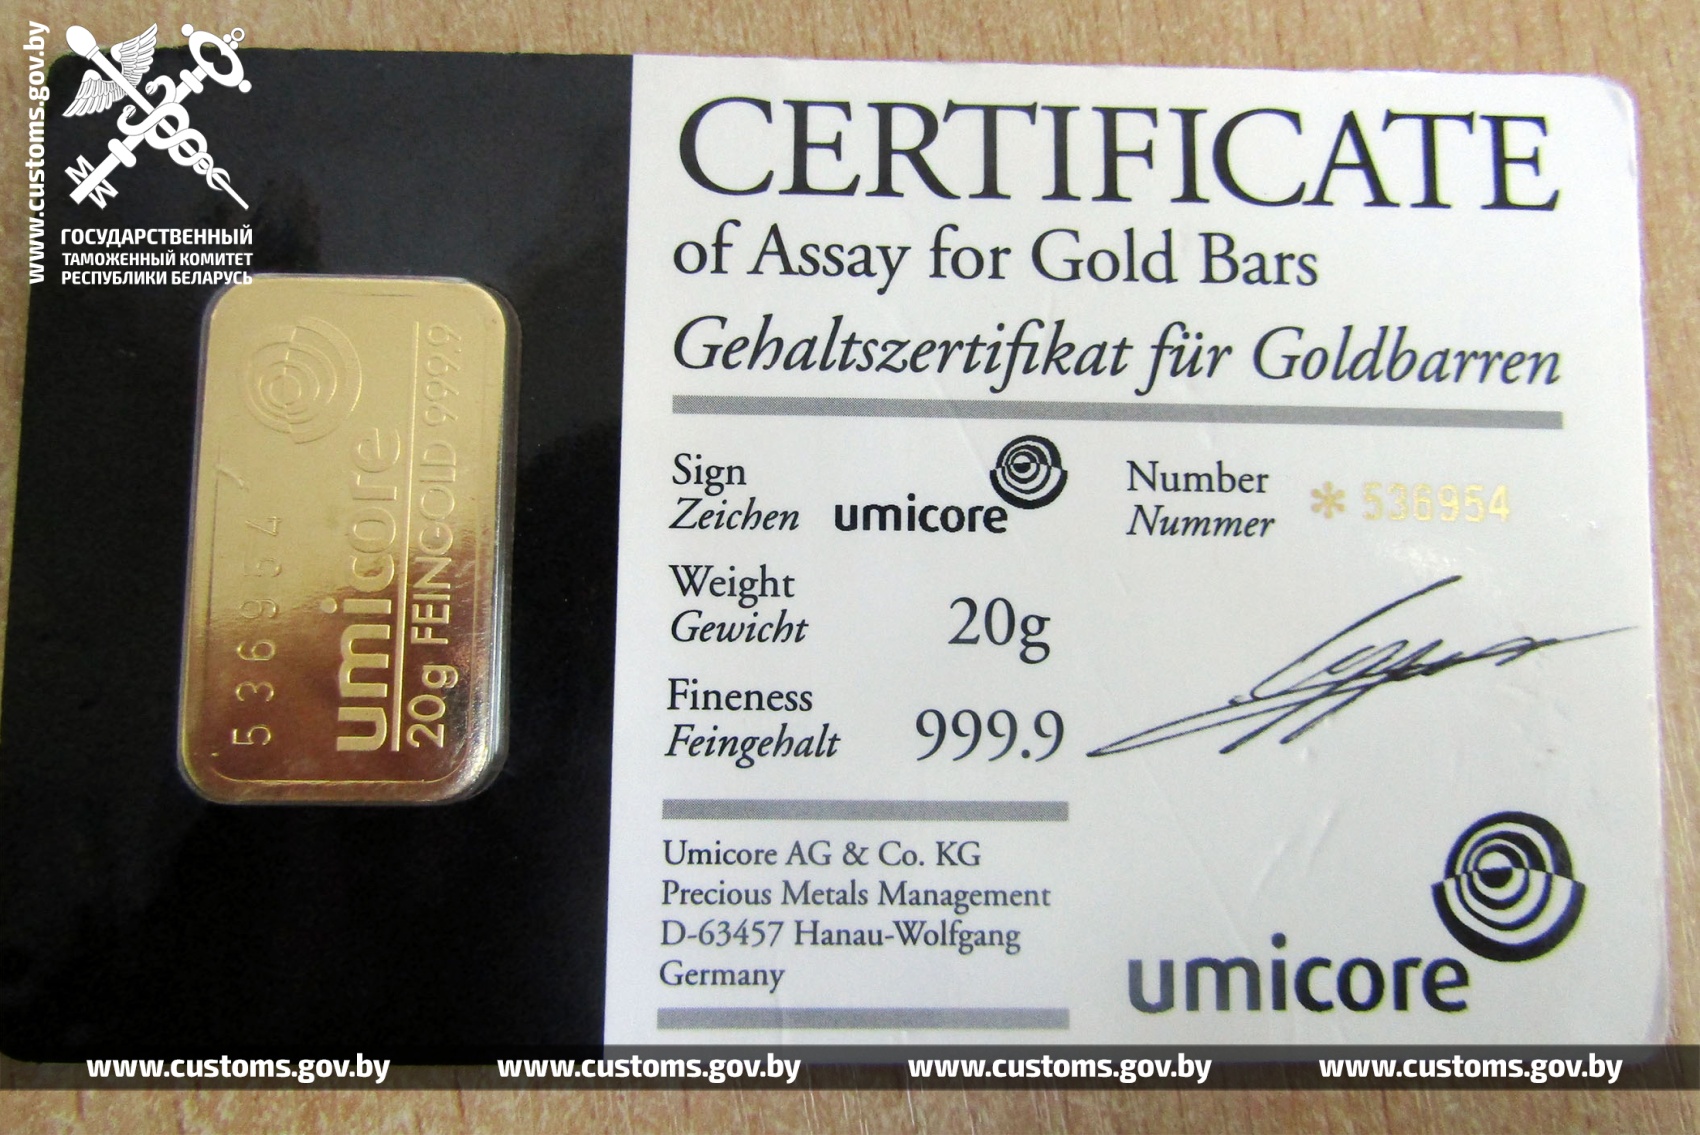 www.customs.gov.by
ГОСУДАРСТВЕННЫЙ
ТАМОЖЕННЫЙ КОМИТЕТ
РЕСПУБЛИКИ БЕЛАРУСЬ
536954
umicore
20g FEINGOLD 999.9
CERTIFICATE
of Assay for Gold Bars
Gehaltszertifikat für Goldbarren
Sign
Zeichen
umicore
Number
Nummer
* 536954
Weight
Gewicht
20g
Fineness
Feingehalt
999.9
Umicore AG & Co. KG
Precious Metals Management
D-63457 Hanau-Wolfgang
Germany
umicore
www.customs.gov.by www.customs.gov.by www.customs.gov.by www.customs.gov.by